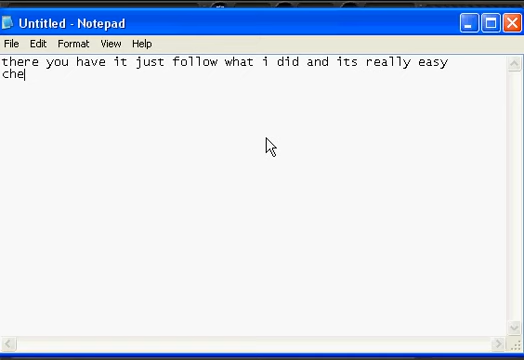 Untitled - Notepad
File Edit Format View Help
there you have it just follow what i did and its really easy
che